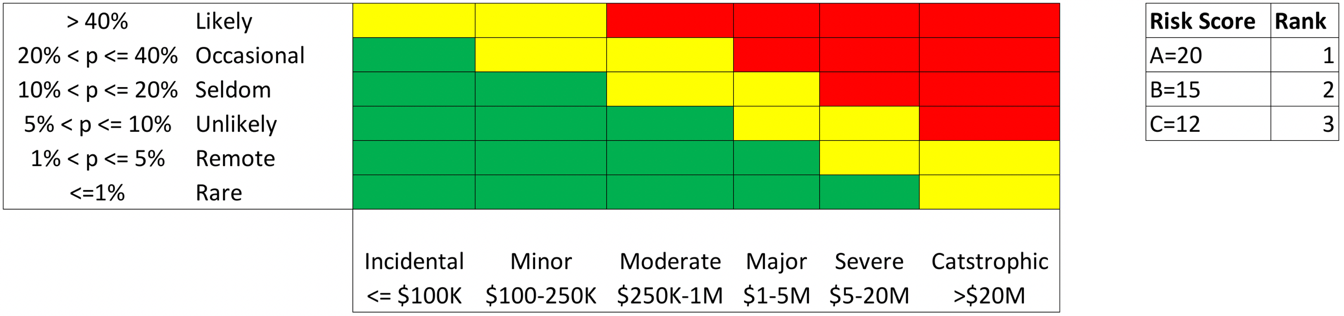 > 40% Likely
20% < p <= 40% Occasional
10% < p <= 20% Seldom
5% < p <= 10% Unlikely
1% < p <= 5% Remote
<=1% Rare
Incidental Minor Moderate Major Severe Catstrophic
<= $100K $100-250K $250K-1M $1-5M $5-20M >$20M
Risk Score Rank
A=20 1
B=15 2
C=12 3